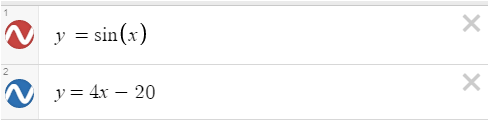 1
y = sin(x)
2
y = 4x − 20